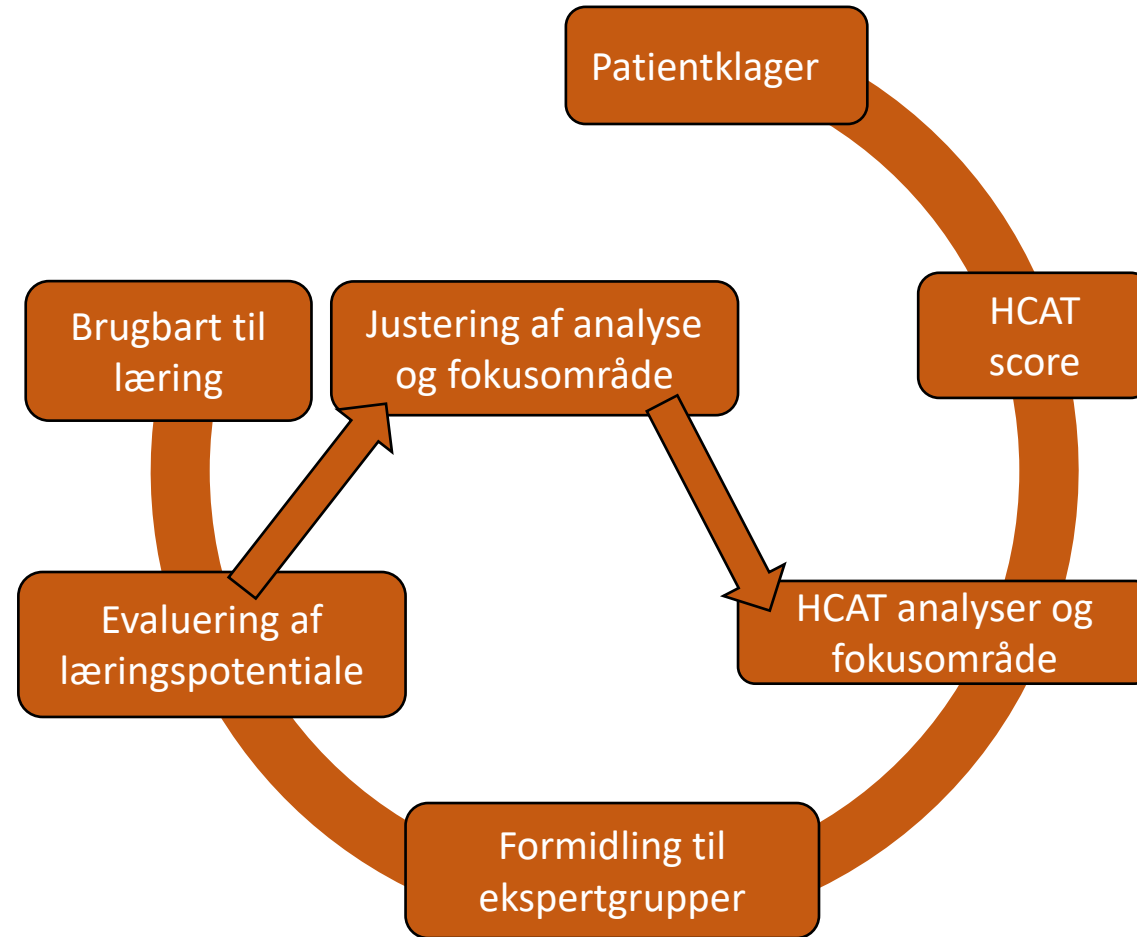 Patientklager
HCAT
score
Brugbart til
læring
Justering af analyse
og fokusområde
HCAT analyser og
fokusområde
Evaluering af
læringspotentiale
Formidling til
ekspertgrupper